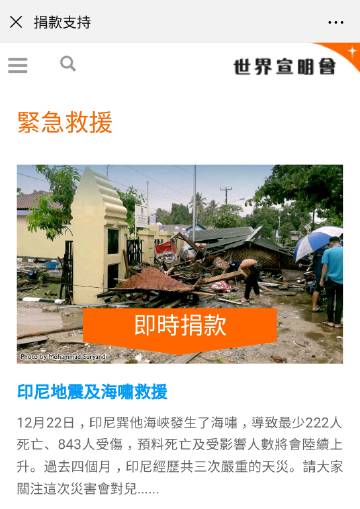 捐款支持
世界宣明會
緊急救援
即時捐款
Photo by Mohammad Suryandi
印尼地震及海嘯救援
12月22日，印尼巽他海峽發生了海嘯，導致最少222人
死亡、843人受傷，預料死亡及受影響人數將會陸續上
升。過去四個月，印尼經歷共三次嚴重的天災。請大家
關注這次災害會對兒......